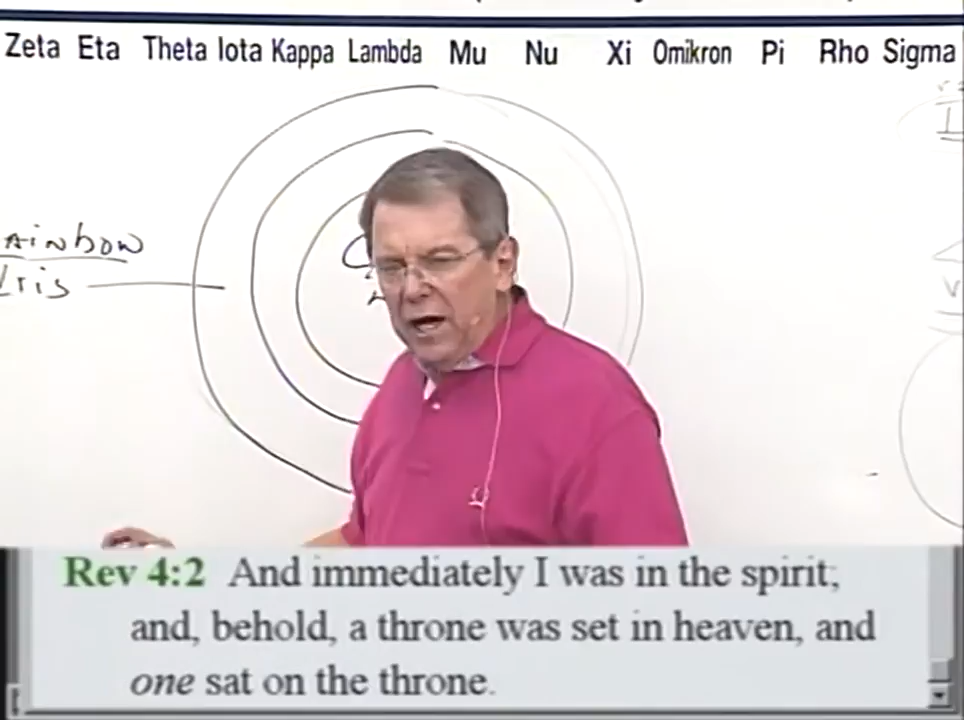 Zeta Eta Theta Iota Kappa Lambda Mu Nu Xi Omikron Pi Rho Sigma
ainbow
Iris
Rev 4:2 And immediately I was in the spirit;
and, behold, a throne was set in heaven, and
one sat on the throne.